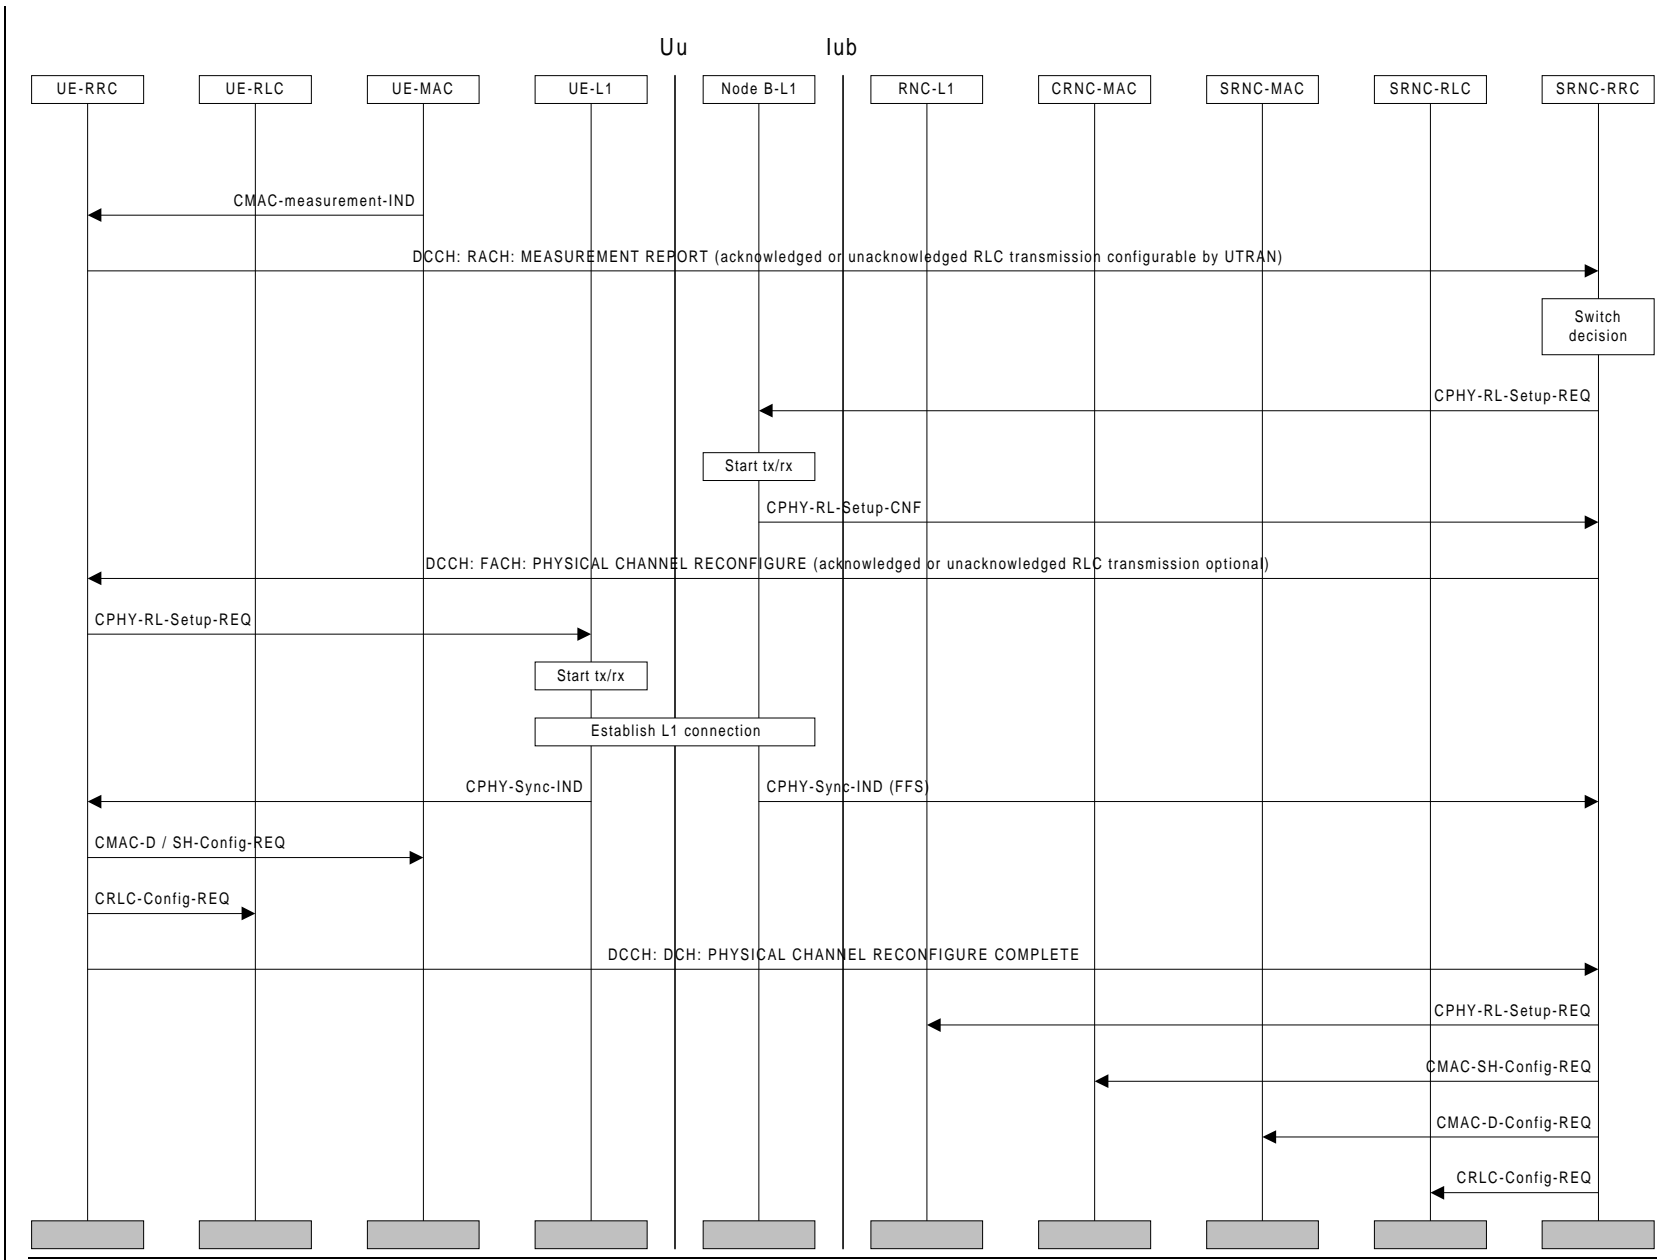 Uu Iub
UE-RRC UE-RLC UE-MAC UE-L1 Node B-L1 RNC-L1 CRNC-MAC SRNC-MAC SRNC-RLC SRNC-RRC
CMAC-measurement-IND
DCCH: RACH: MEASUREMENT REPORT (acknowledged or unacknowledged RLC transmission configurable by UTRAN)
Switch
decision
CPHY-RL-Setup-REQ
Start tx/rx
CPHY-RL-Setup-CNF
DCCH: FACH: PHYSICAL CHANNEL RECONFIGURE (acknowledged or unacknowledged RLC transmission optional)
CPHY-RL-Setup-REQ
Start tx/rx
Establish L1 connection
CPHY-Sync-IND CPHY-Sync-IND (FFS)
CMAC-D / SH-Config-REQ
CRLC-Config-REQ
DCCH: DCH: PHYSICAL CHANNEL RECONFIGURE COMPLETE
CPHY-RL-Setup-REQ
CMAC-SH-Config-REQ
CMAC-D-Config-REQ
CRLC-Config-REQ